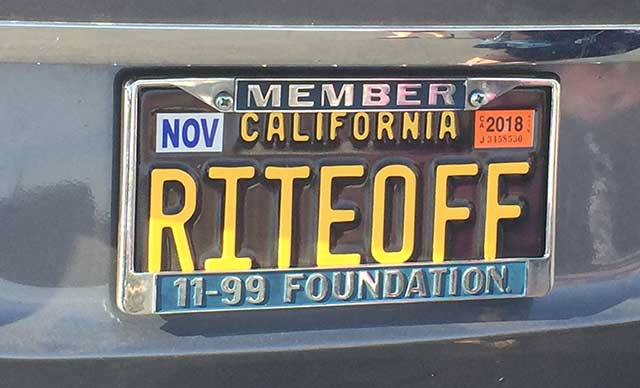 MEMBER
NOV CALIFORNIA 2018
RITEOFF
11-99 FOUNDATION.